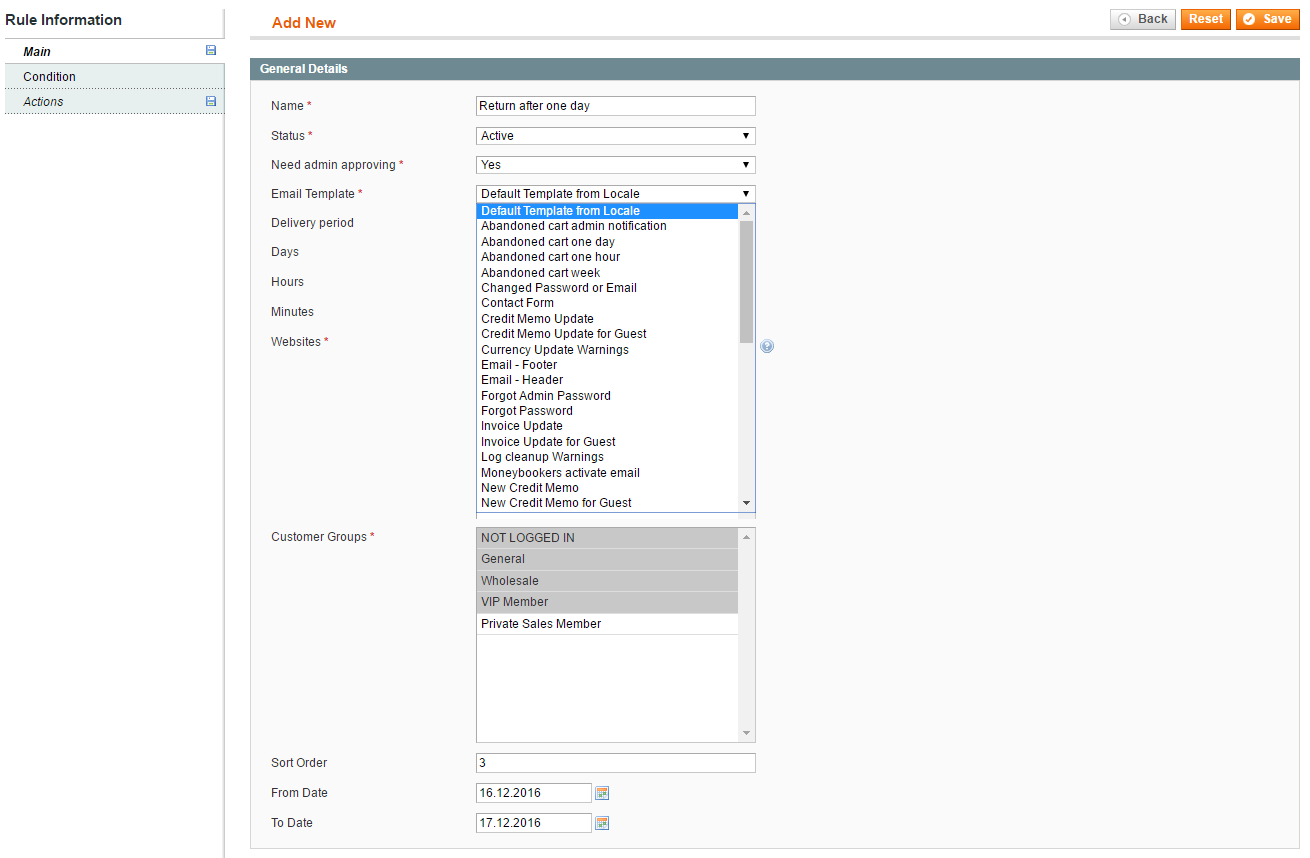 Rule Information
Main
Condition
Actions
Add New
Back
Reset
Save
General Details
Name *
Return after one day
Status *
Active
Need admin approving *
Yes
Email Template *
Default Template from Locale
Default Template from Locale
Abandoned cart admin notification
Abandoned cart one day
Abandoned cart one hour
Abandoned cart week
Changed Password or Email
Contact Form
Credit Memo Update
Credit Memo Update for Guest
Currency Update Warnings
Email - Footer
Email - Header
Forgot Admin Password
Forgot Password
Invoice Update
Invoice Update for Guest
Log cleanup Warnings
Moneybookers activate email
New Credit Memo
New Credit Memo for Guest
Delivery period
Days
Hours
Minutes
Websites *
Customer Groups *
NOT LOGGED IN
General
Wholesale
VIP Member
Private Sales Member
Sort Order
3
From Date
16.12.2016
To Date
17.12.2016